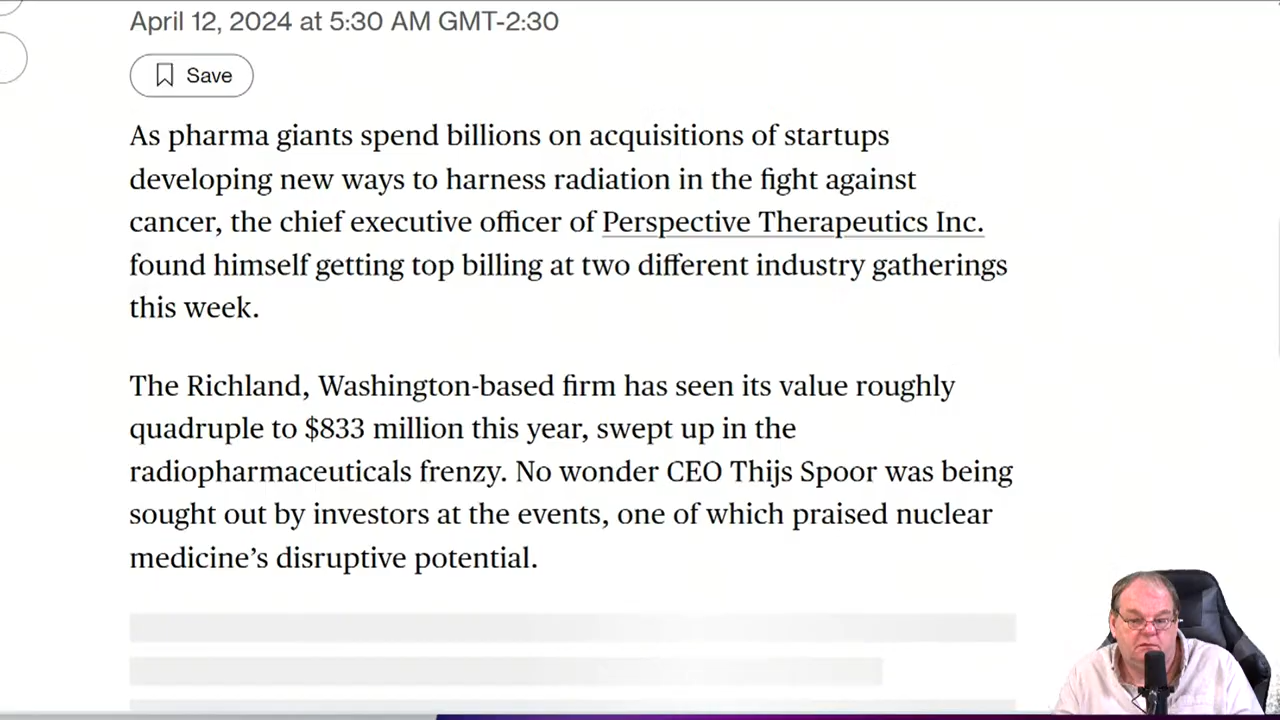 April 12, 2024 at 5:30 AM GMT-2:30
Save
As pharma giants spend billions on acquisitions of startups
developing new ways to harness radiation in the fight against
cancer, the chief executive officer of Perspective Therapeutics Inc.
found himself getting top billing at two different industry gatherings
this week.
The Richland, Washington-based firm has seen its value roughly
quadruple to $833 million this year, swept up in the
radiopharmaceuticals frenzy. No wonder CEO Thijs Spoor was being
sought out by investors at the events, one of which praised nuclear
medicine’s disruptive potential.